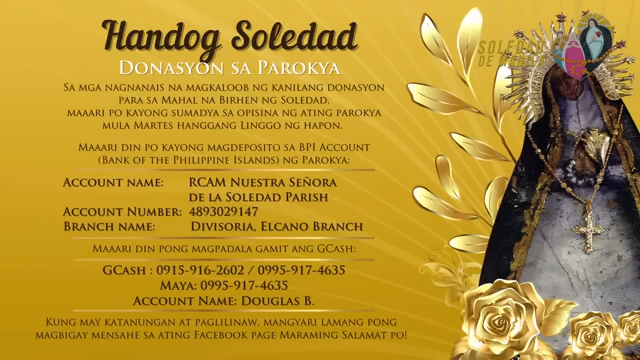 Handog Soledad
DONASYON SA PAROKYA
SOLEDAD
DE MANILA
SA MGA NAGNANAIS NA MAGKALOOB NG KANILANG DONASYON
PARA SA MAHAL NA BIRHEN NG SOLEDAD,
MAAARI PO KAYONG SUMADYA SA OPISINA NG ATING PAROKYA
MULA MARTES HANGGANG LINGGO NG HAPON.
MAAARI DIN PO KAYONG MAGDEPOSITO SA BPI ACCOUNT
(BANK OF THE PHILIPPINE ISLANDS) NG PAROKYA:
ACCOUNT NAME: RCAM NUESTRA SEÑORA
DE LA SOLEDAD PARISH
ACCOUNT NUMBER: 4893029147
BRANCH NAME: DIVISORIA, ELCANO BRANCH
MAAARI DIN PONG MAGPADALA GAMIT ANG GCASH:
GCASH : 0915-916-2602 / 0995-917-4635
MAYA: 0995-917-4635
ACCOUNT NAME: DOUGLAS B.
KUNG MAY KATANUNGAN AT PAGLILINAW, MANGYARI LAMANG PONG
MAGBIGAY MENSAHE SA ATING FACEBOOK PAGE MARAMING SALAMAT PO!